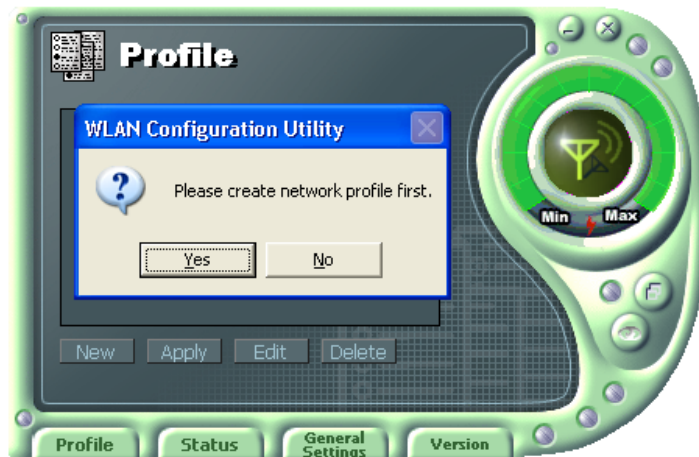 Profile
WLAN Configuration Utility
Please create network profile first.
Yes
No
Min
Max
New
Apply
Edit
Delete
Profile
Status
General
Settings
Version